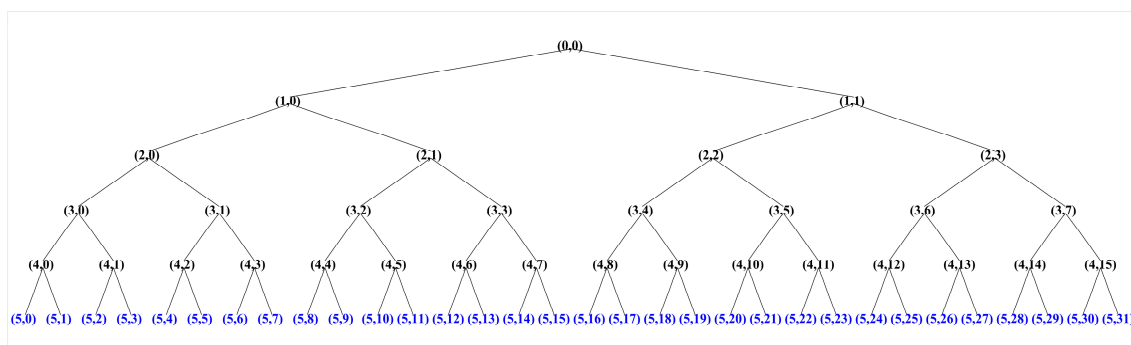 (0,0)
(1,0) (1,1)
(2,0) (2,1) (2,2) (2,3)
(3,0) (3,1) (3,2) (3,3) (3,4) (3,5) (3,6) (3,7)
(4,0) (4,1) (4,2) (4,3) (4,4) (4,5) (4,6) (4,7) (4,8) (4,9) (4,10) (4,11) (4,12) (4,13) (4,14) (4,15)
(5,0) (5,1) (5,2) (5,3) (5,4) (5,5) (5,6) (5,7) (5,8) (5,9) (5,10) (5,11) (5,12) (5,13) (5,14) (5,15) (5,16) (5,17) (5,18) (5,19) (5,20) (5,21) (5,22) (5,23) (5,24) (5,25) (5,26) (5,27) (5,28) (5,29) (5,30) (5,31)